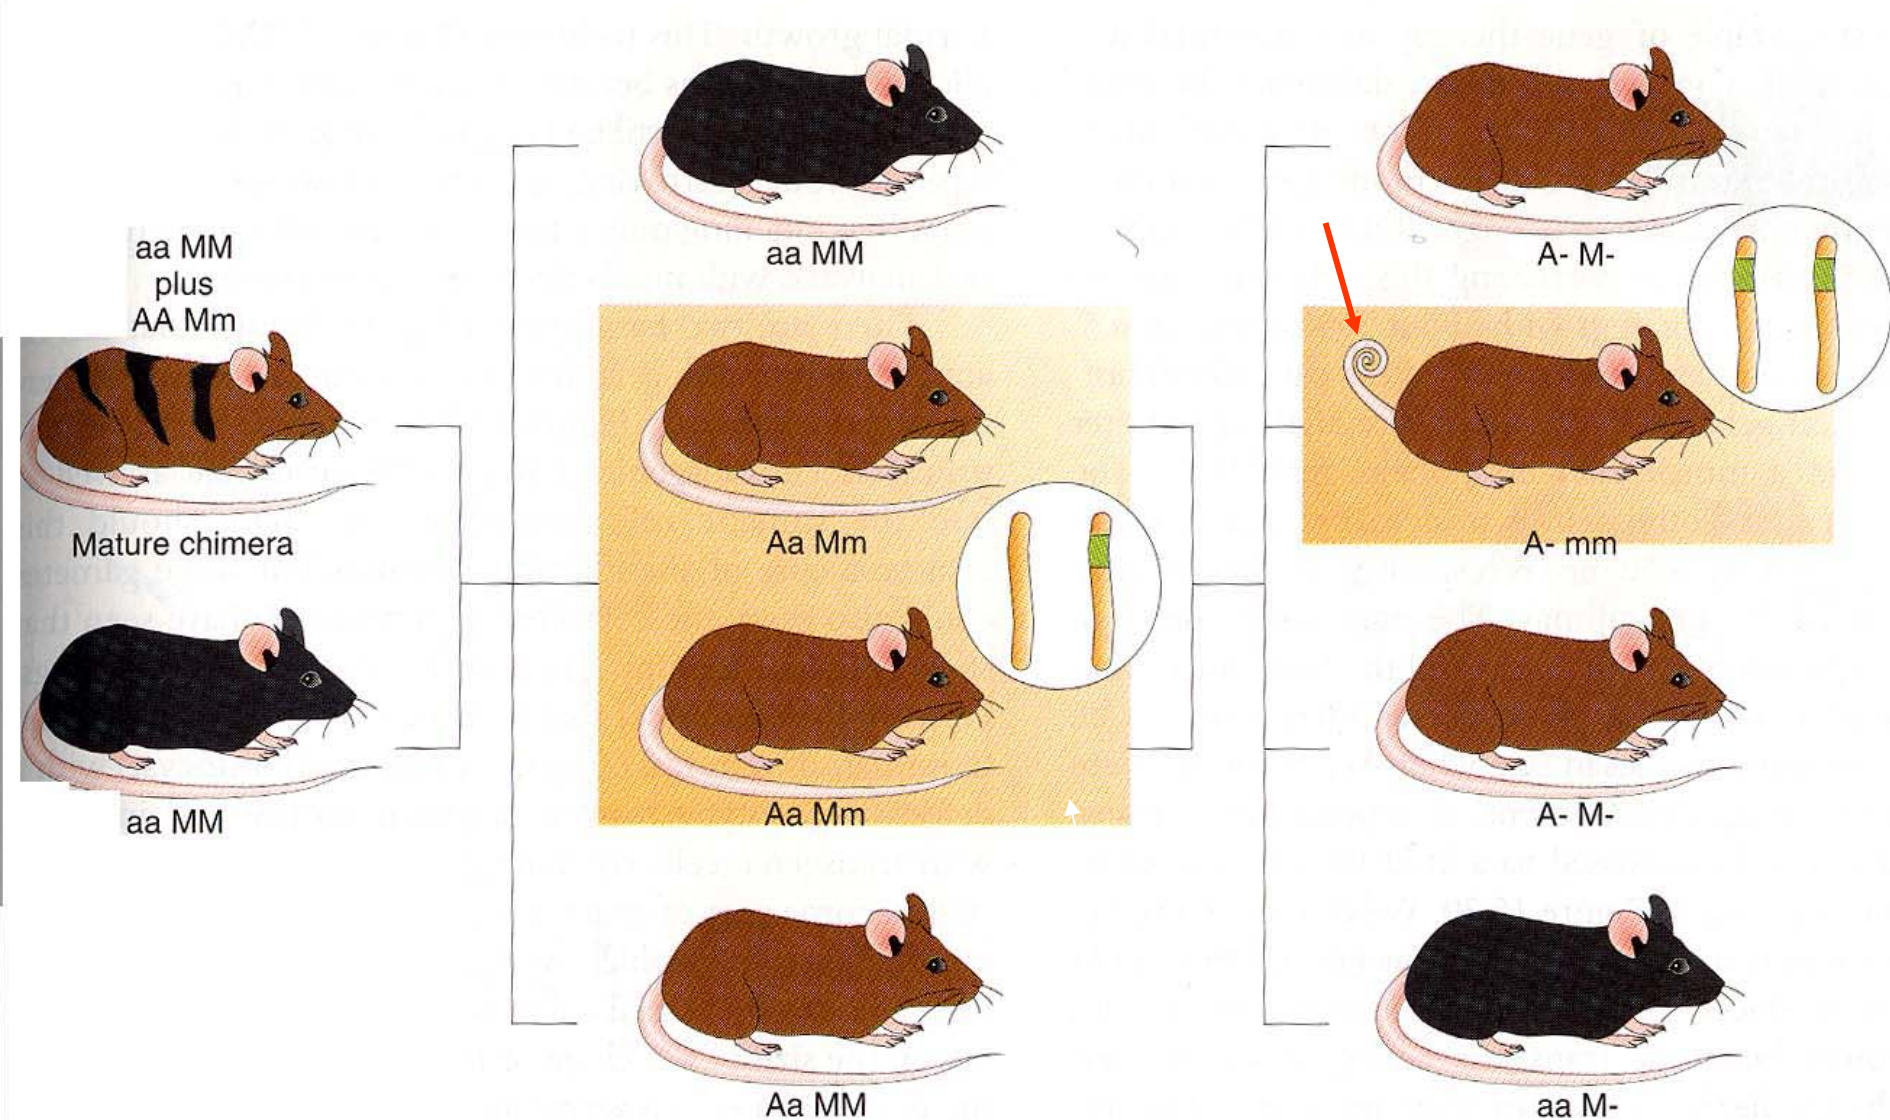 aa MM
plus
AA Mm
Mature chimera
aa MM
aa MM
Aa Mm
Aa Mm
Aa MM
A- M-
A- mm
A- M-
aa M-